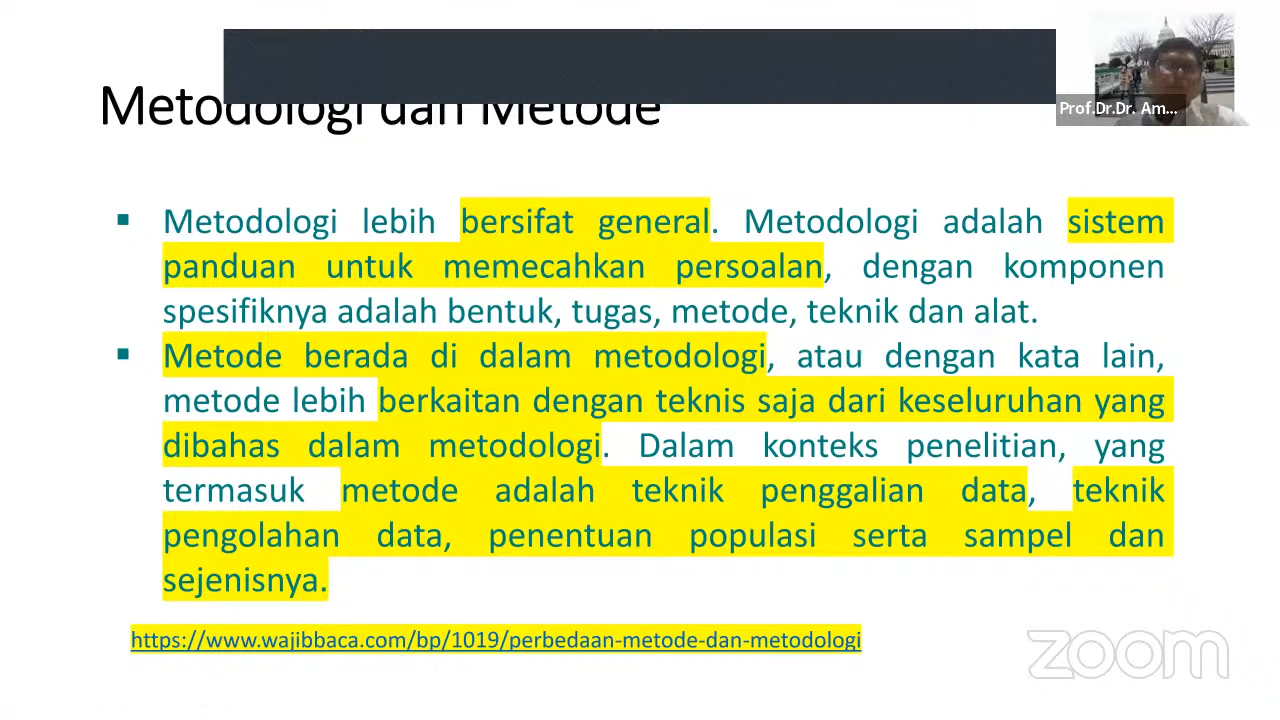 Metodologi dan Metode
Prof.Dr.Dr. Am...
▪ Metodologi lebih bersifat general. Metodologi adalah sistem
panduan untuk memecahkan persoalan, dengan komponen
spesifiknya adalah bentuk, tugas, metode, teknik dan alat.
▪ Metode berada di dalam metodologi, atau dengan kata lain,
metode lebih berkaitan dengan teknis saja dari keseluruhan yang
dibahas dalam metodologi. Dalam konteks penelitian, yang
termasuk metode adalah teknik penggalian data, teknik
pengolahan data, penentuan populasi serta sampel dan
sejenisnya.
https://www.wajibbaca.com/bp/1019/perbedaan-metode-dan-metodologi
zoom